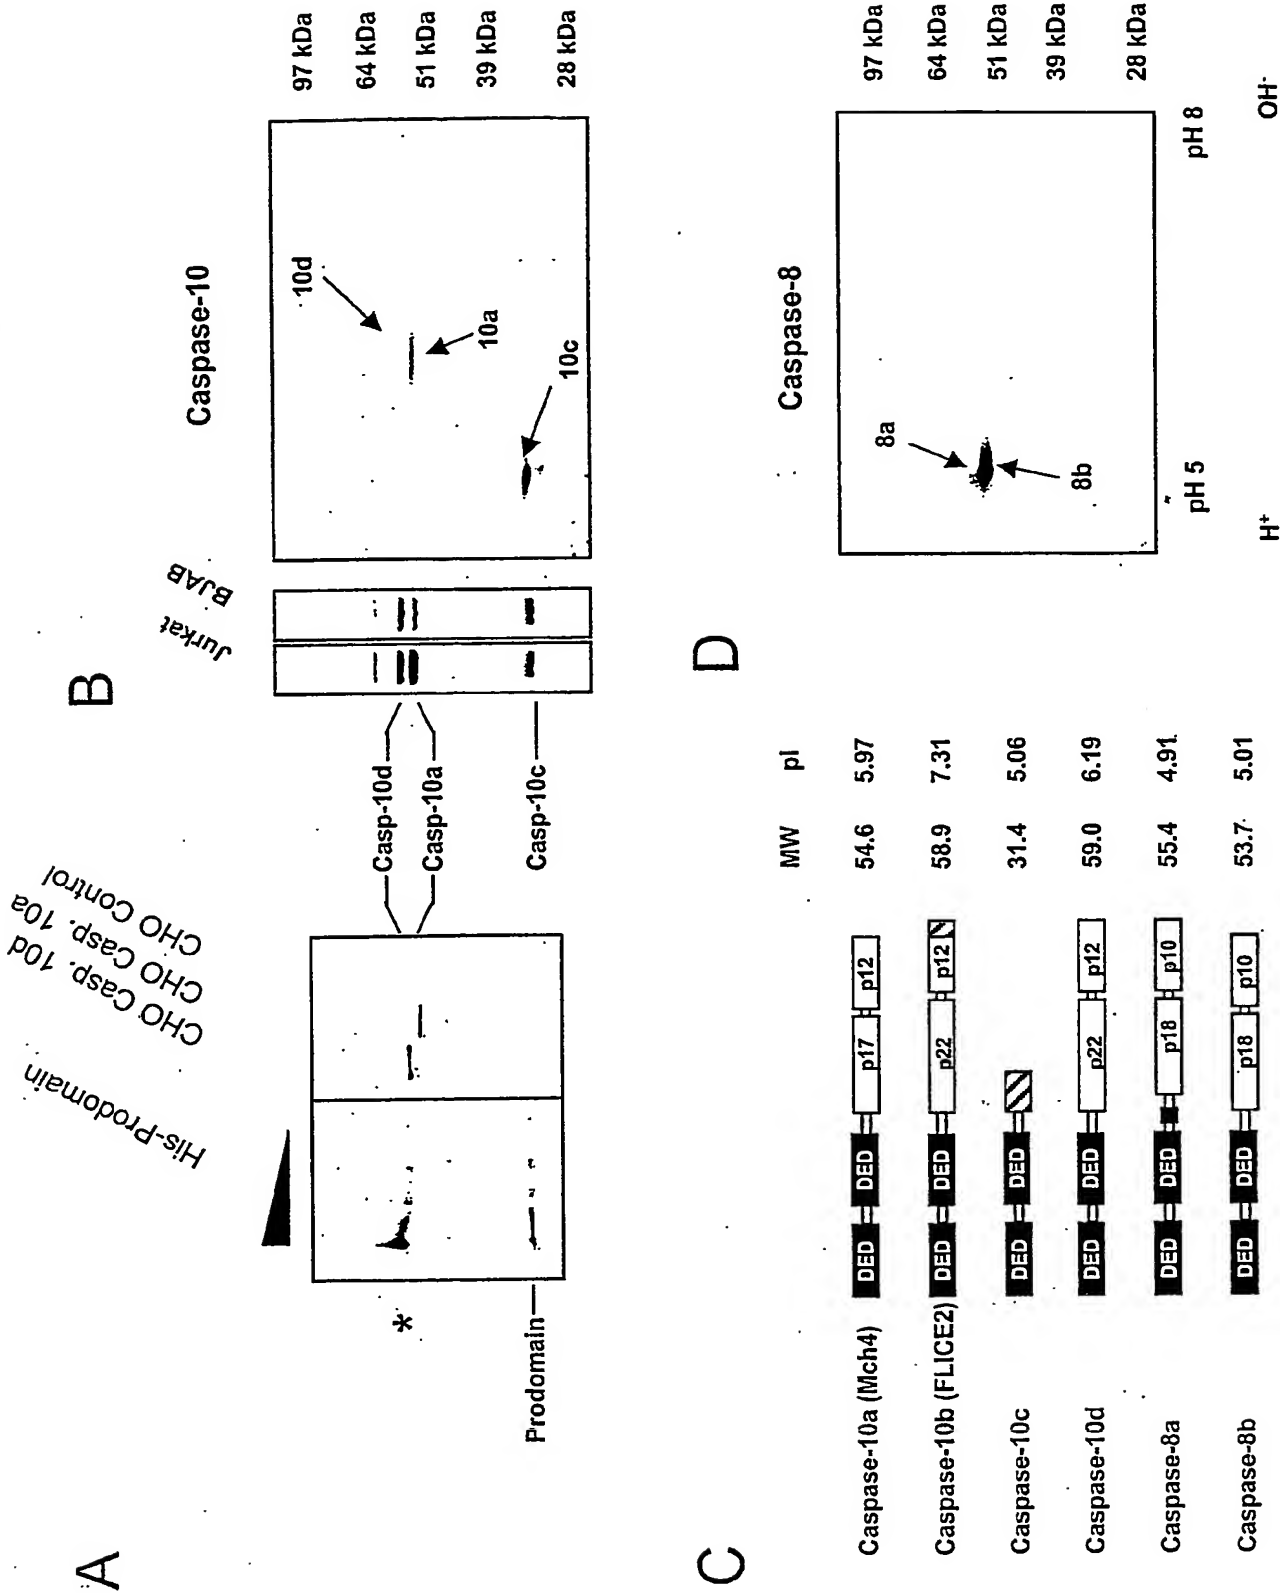 A
His-Prodomain
CHO Casp. 10d
CHO Casp. 10a
CHO Control
*
Prodomain
Casp-10d
Casp-10a
Casp-10c
B
Jurkat
BJAB
Caspase-10
10d
10a
10c
97 kDa
64 kDa
51 kDa
39 kDa
28 kDa
C
MW pI
Caspase-10a (Mch4) DED DED p17 p12 54.6 5.97
Caspase-10b (FLICE2) DED DED p22 p12 58.9 7.31
Caspase-10c DED DED 31.4 5.06
Caspase-10d DED DED p22 p12 59.0 6.19
Caspase-8a DED DED p18 p10 55.4 4.91
Caspase-8b DED DED p18 p10 53.7 5.01
D
Caspase-8
8a
8b
97 kDa
64 kDa
51 kDa
39 kDa
28 kDa
pH 5 pH 8
H+ OH-